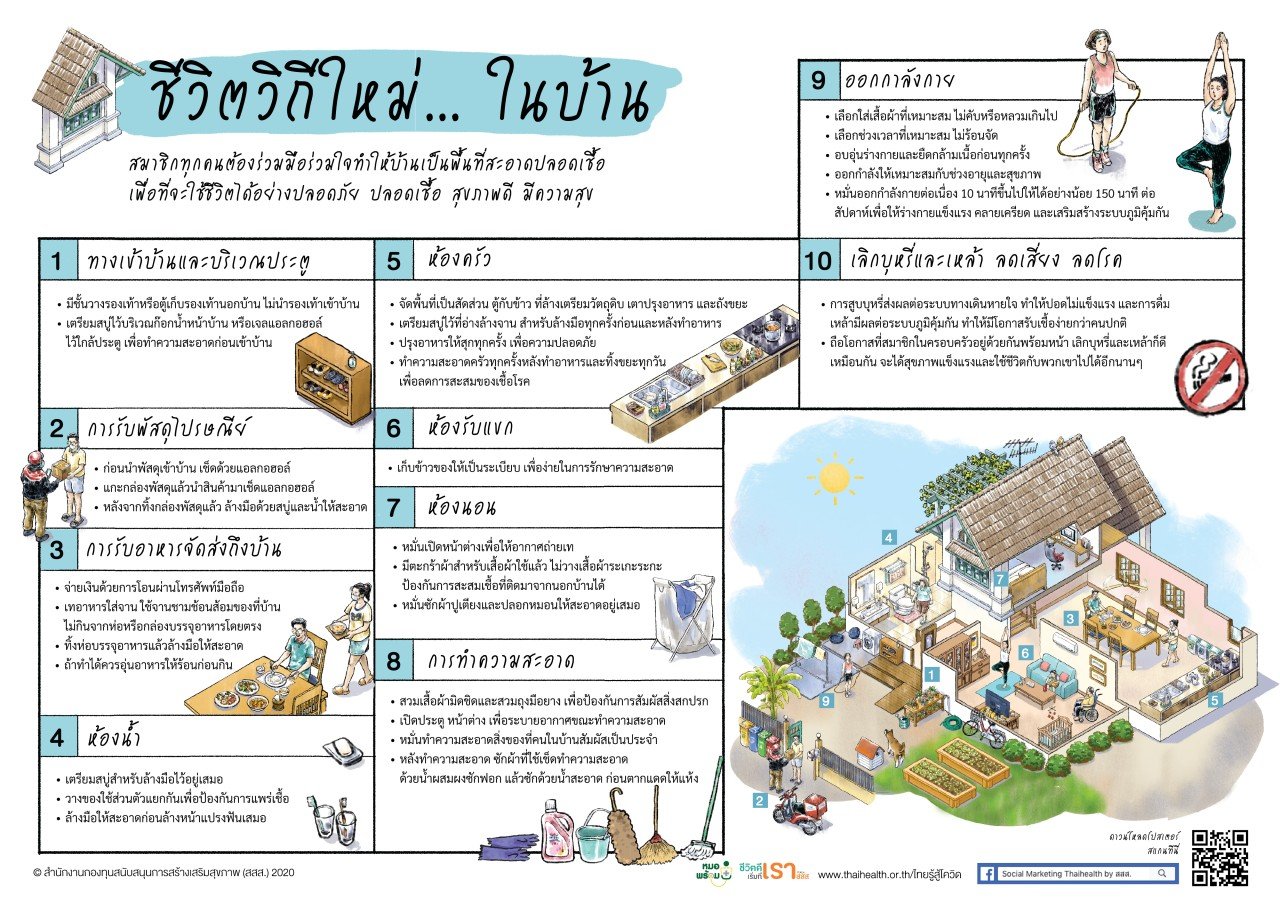 ชีวิตวิถีใหม่... ในบ้าน
สมาชิกทุกคนต้องร่วมมือร่วมใจทำให้บ้านเป็นพื้นที่สะอาดปลอดเชื้อ
เพื่อที่จะใช้ชีวิตได้อย่างปลอดภัย ปลอดเชื้อ สุขภาพดี มีความสุข
1 ทางเข้าบ้านและบริเวณประตู
• มีชั้นวางรองเท้าหรือตู้เก็บรองเท้านอกบ้าน ไม่นำรองเท้าเข้าบ้าน
• เตรียมสบู่ไว้บริเวณก๊อกน้ำหน้าบ้าน หรือเจลแอลกอฮอล์
ไว้ใกล้ประตู เพื่อทำความสะอาดก่อนเข้าบ้าน
2 การรับพัสดุไปรษณีย์
• ก่อนนำพัสดุเข้าบ้าน เช็ดด้วยแอลกอฮอล์
• แกะกล่องพัสดุแล้วนำสินค้ามาเช็ดแอลกอฮอล์
• หลังจากทิ้งกล่องพัสดุแล้ว ล้างมือด้วยสบู่และน้ำให้สะอาด
3 การรับอาหารจัดส่งถึงบ้าน
• จ่ายเงินด้วยการโอนผ่านโทรศัพท์มือถือ
• เทอาหารใส่จาน ใช้จานชามช้อนส้อมของที่บ้าน
ไม่กินจากห่อหรือกล่องบรรจุอาหารโดยตรง
• ทิ้งห่อบรรจุอาหารแล้วล้างมือให้สะอาด
• ถ้าทำได้ควรอุ่นอาหารให้ร้อนก่อนกิน
4 ห้องน้ำ
• เตรียมสบู่สำหรับล้างมือไว้อยู่เสมอ
• วางของใช้ส่วนตัวแยกกันเพื่อป้องกันการแพร่เชื้อ
• ล้างมือให้สะอาดก่อนล้างหน้าแปรงฟันเสมอ
5 ห้องครัว
• จัดพื้นที่เป็นสัดส่วน ตู้กับข้าว ที่ล้างเตรียมวัตถุดิบ เตาปรุงอาหาร และถังขยะ
• เตรียมสบู่ไว้ที่อ่างล้างจาน สำหรับล้างมือทุกครั้งก่อนและหลังทำอาหาร
• ปรุงอาหารให้สุกทุกครั้ง เพื่อความปลอดภัย
• ทำความสะอาดครัวทุกครั้งหลังทำอาหารและทิ้งขยะทุกวัน
เพื่อลดการสะสมของเชื้อโรค
6 ห้องรับแขก
• เก็บข้าวของให้เป็นระเบียบ เพื่อง่ายในการรักษาความสะอาด
7 ห้องนอน
• หมั่นเปิดหน้าต่างเพื่อให้อากาศถ่ายเท
• มีตะกร้าผ้าสำหรับเสื้อผ้าใช้แล้ว ไม่วางเสื้อผ้าระเกะระกะ
ป้องกันการสะสมเชื้อที่ติดมาจากนอกบ้านได้
• หมั่นซักผ้าปูเตียงและปลอกหมอนให้สะอาดอยู่เสมอ
8 การทำความสะอาด
• สวมเสื้อผ้ามิดชิดและสวมถุงมือยาง เพื่อป้องกันการสัมผัสสิ่งสกปรก
• เปิดประตู หน้าต่าง เพื่อระบายอากาศขณะทำความสะอาด
• หมั่นทำความสะอาดสิ่งของที่คนในบ้านสัมผัสเป็นประจำ
• หลังทำความสะอาด ซักผ้าที่ใช้เช็ดทำความสะอาด
ด้วยน้ำผสมผงซักฟอก แล้วซักด้วยน้ำสะอาด ก่อนตากแดดให้แห้ง
9 ออกกำลังกาย
• เลือกใส่เสื้อผ้าที่เหมาะสม ไม่คับหรือหลวมเกินไป
• เลือกช่วงเวลาที่เหมาะสม ไม่ร้อนจัด
• อบอุ่นร่างกายและยืดกล้ามเนื้อก่อนทุกครั้ง
• ออกกำลังให้เหมาะสมกับช่วงอายุและสุขภาพ
• หมั่นออกกำลังกายต่อเนื่อง 10 นาทีขึ้นไปให้ได้อย่างน้อย 150 นาที ต่อ
สัปดาห์เพื่อให้ร่างกายแข็งแรง คลายเครียด และเสริมสร้างระบบภูมิคุ้มกัน
10 เลิกบุหรี่และเหล้า ลดเสี่ยง ลดโรค
• การสูบบุหรี่ส่งผลต่อระบบทางเดินหายใจ ทำให้ปอดไม่แข็งแรง และการดื่ม
เหล้ามีผลต่อระบบภูมิคุ้มกัน ทำให้มีโอกาสรับเชื้อง่ายกว่าคนปกติ
• ถือโอกาสที่สมาชิกในครอบครัวอยู่ด้วยกันพร้อมหน้า เลิกบุหรี่และเหล้าก็ดี
เหมือนกัน จะได้สุขภาพแข็งแรงและใช้ชีวิตกับพวกเขาไปได้อีกนานๆ
4
7
3
6
1
9
5
2
ดาวน์โหลดโปสเตอร์
สแกนที่นี่
© สำนักงานกองทุนสนับสนุนการสร้างเสริมสุขภาพ (สสส.) 2020
หมอ
พร้อม
ชีวิตดี
เริ่มที่
เรา
สสส
www.thaihealth.or.th/ไทยรู้สู้โควิด
f Social Marketing Thaihealth by สสส.